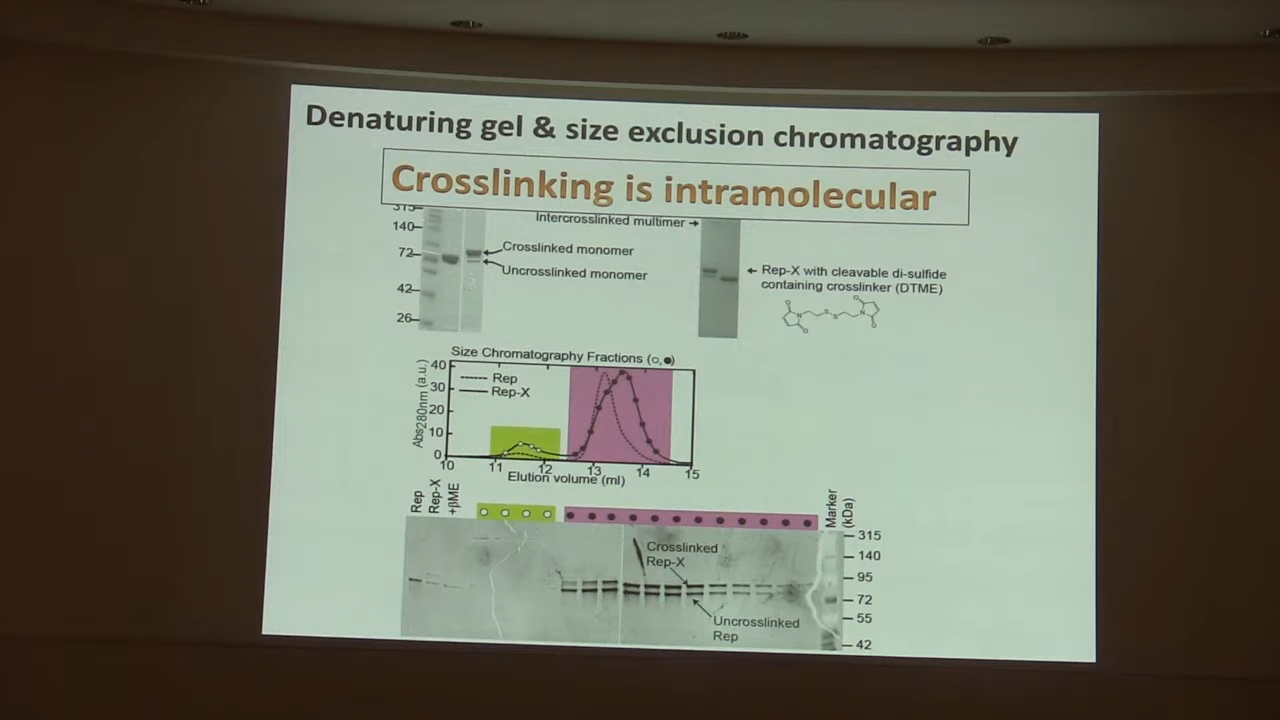 Denaturing gel & size exclusion chromatography
Crosslinking is intramolecular
315
140
72
42
26
Intercrosslinked multimer
Crosslinked monomer
Uncrosslinked monomer
Rep-X with cleavable di-sulfide
containing crosslinker (DTME)
O
N
O
S
S
O
N
O
Size Chromatography Fractions (○,●)
Abs280nm (a.u.)
40
30
20
10
0
Rep
Rep-X
10 11 12 13 14 15
Elution volume (ml)
Rep
Rep-X
+βME
Marker
(kDa)
Crosslinked
Rep-X
Uncrosslinked
Rep
315
140
95
72
55
42